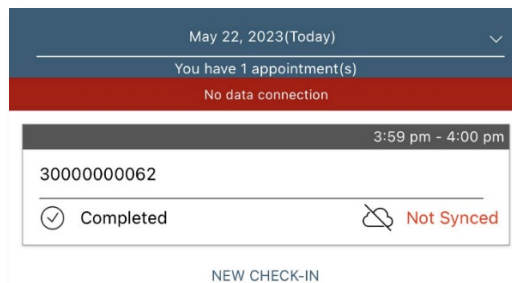 May 22, 2023(Today)
You have 1 appointment(s)
No data connection
3:59 pm - 4:00 pm
30000000062
Completed Not Synced
NEW CHECK-IN